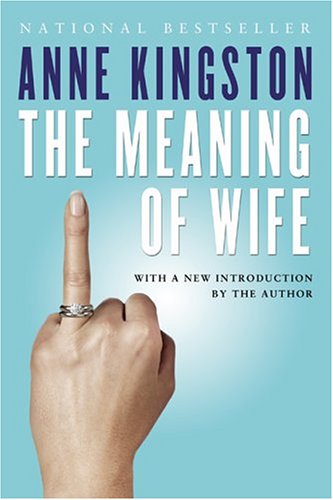 NATIONAL BESTSELLER
ANNE KINGSTON
THE MEANING
OF WIFE
WITH A NEW INTRODUCTION
BY THE AUTHOR